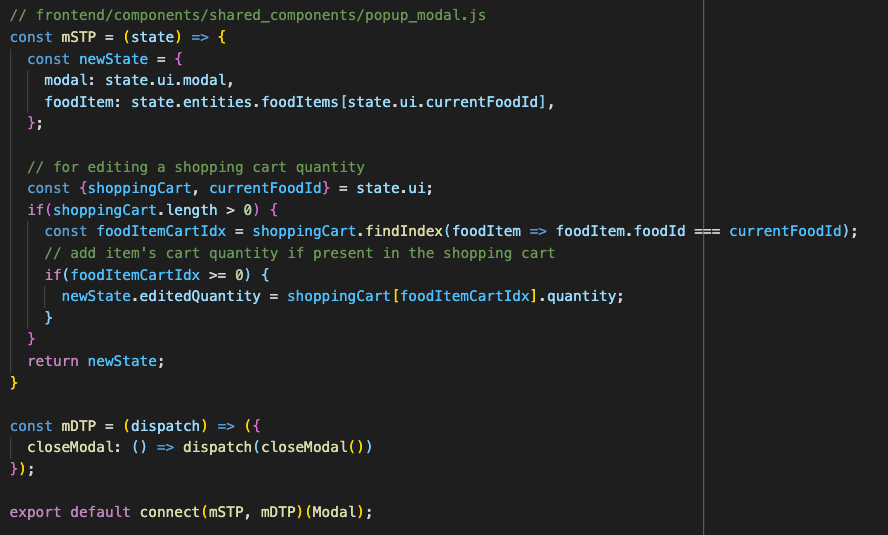 // frontend/components/shared_components/popup_modal.js
const mSTP = (state) => {
  const newState = {
    modal: state.ui.modal,
    foodItem: state.entities.foodItems[state.ui.currentFoodId],
  };

  // for editing a shopping cart quantity
  const {shoppingCart, currentFoodId} = state.ui;
  if(shoppingCart.length > 0) {
    const foodItemCartIdx = shoppingCart.findIndex(foodItem => foodItem.foodId === currentFoodId);
    // add item's cart quantity if present in the shopping cart
    if(foodItemCartIdx >= 0) {
      newState.editedQuantity = shoppingCart[foodItemCartIdx].quantity;
    }
  }
  return newState;
}

const mDTP = (dispatch) => ({
  closeModal: () => dispatch(closeModal())
});

export default connect(mSTP, mDTP)(Modal);